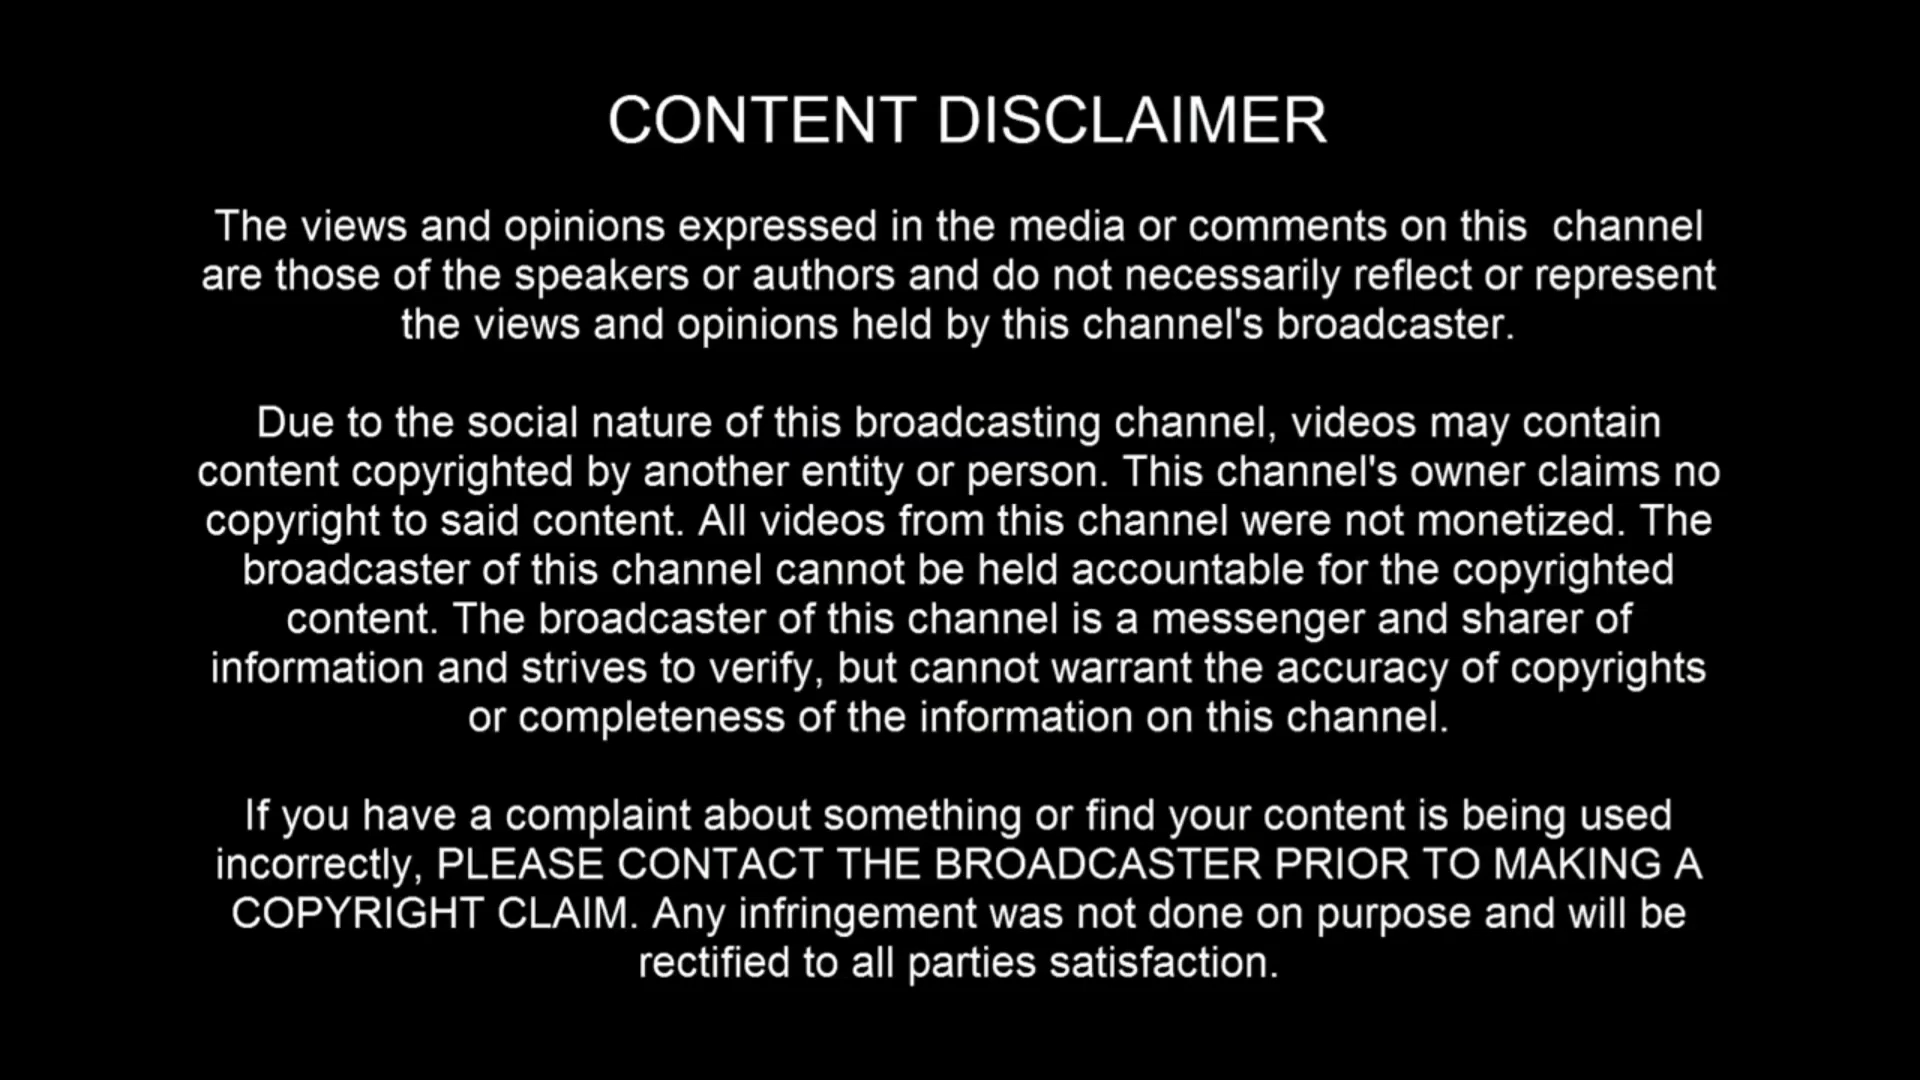 CONTENT DISCLAIMER
The views and opinions expressed in the media or comments on this  channel
are those of the speakers or authors and do not necessarily reflect or represent
the views and opinions held by this channel's broadcaster.
Due to the social nature of this broadcasting channel, videos may contain
content copyrighted by another entity or person. This channel's owner claims no
copyright to said content. All videos from this channel were not monetized. The
broadcaster of this channel cannot be held accountable for the copyrighted
content. The broadcaster of this channel is a messenger and sharer of
information and strives to verify, but cannot warrant the accuracy of copyrights
or completeness of the information on this channel.
If you have a complaint about something or find your content is being used
incorrectly, PLEASE CONTACT THE BROADCASTER PRIOR TO MAKING A
COPYRIGHT CLAIM. Any infringement was not done on purpose and will be
rectified to all parties satisfaction.